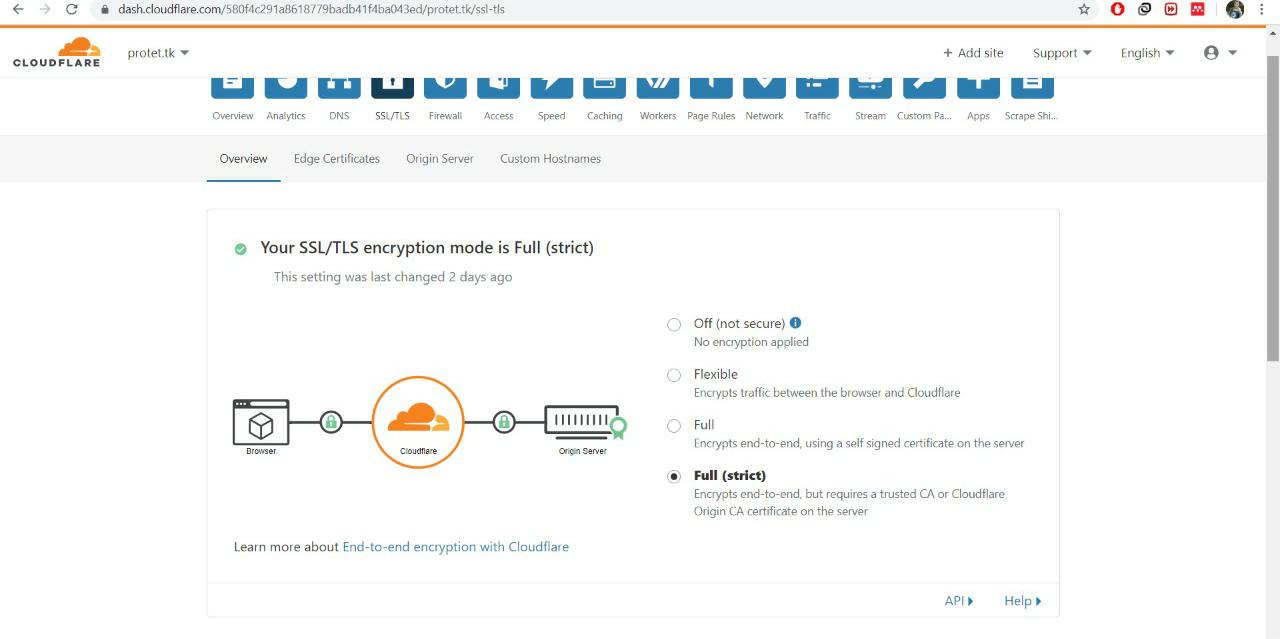 dash.cloudflare.com/580f4c291a8618779badb41f4ba043ed/protet.tk/ssl-tls
CLOUDFLARE
protet.tk
+ Add site
Support
English
Overview
Analytics
DNS
SSL/TLS
Firewall
Access
Speed
Caching
Workers
Page Rules
Network
Traffic
Stream
Custom Pa...
Apps
Scrape Shi...
Overview
Edge Certificates
Origin Server
Custom Hostnames
Your SSL/TLS encryption mode is Full (strict)
This setting was last changed 2 days ago
Browser
Cloudflare
Origin Server
Off (not secure)
No encryption applied
Flexible
Encrypts traffic between the browser and Cloudflare
Full
Encrypts end-to-end, using a self signed certificate on the server
Full (strict)
Encrypts end-to-end, but requires a trusted CA or Cloudflare
Origin CA certificate on the server
Learn more about End-to-end encryption with Cloudflare
API
Help